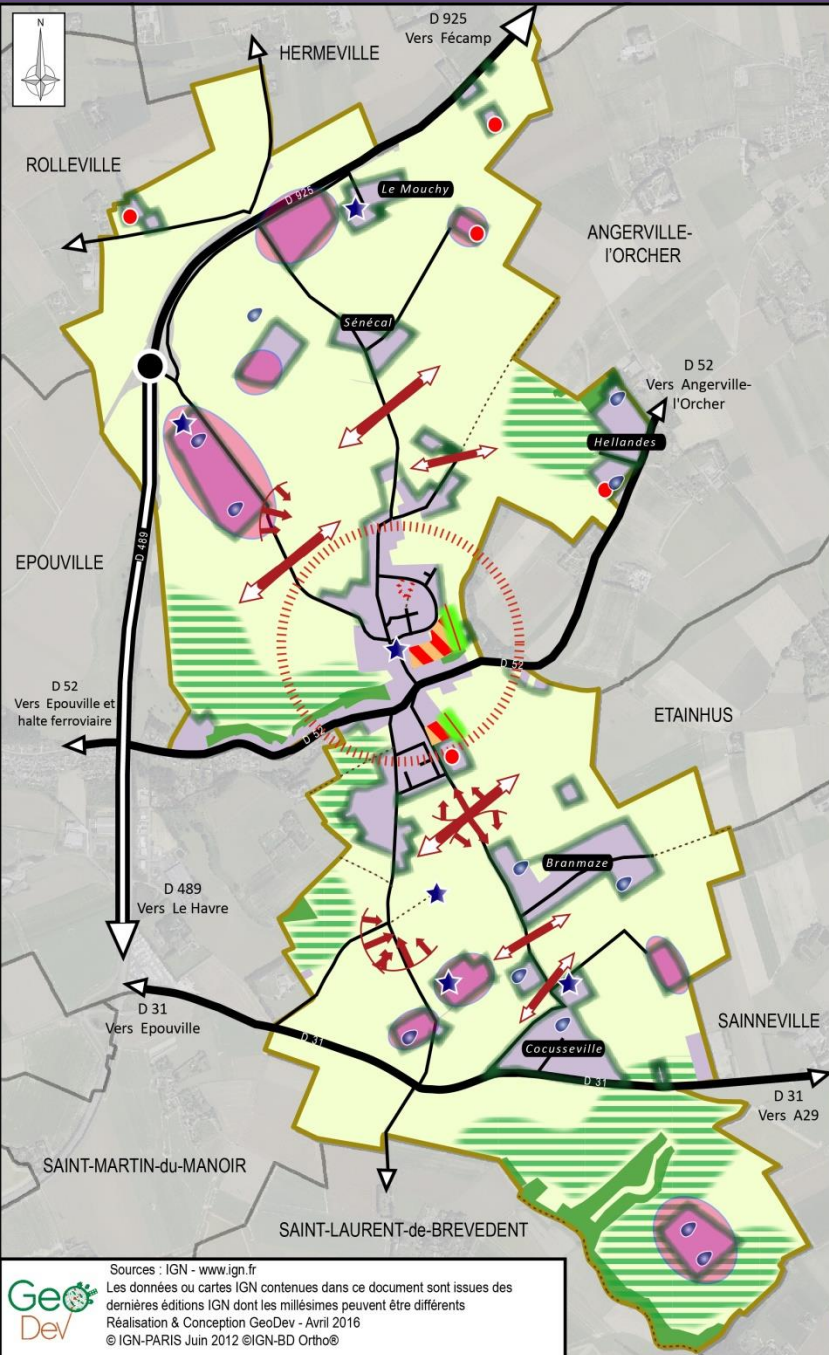 N
D 925
Vers Fécamp
HERMEVILLE
ROLLEVILLE
D 925
Le Mouchy
ANGERVILLE-
l'ORCHER
Sénécal
D 52
Vers Angerville-
l'Orcher
Hellandes
D 489
EPOUVILLE
D 52
D 52
Vers Epouville et
halte ferroviaire
D 52
ETAINHUS
Branmaze
D 489
Vers Le Havre
D 31
Vers Epouville
D 31
SAINNEVILLE
Cocusseville
D 31
D 31
Vers A29
SAINT-MARTIN-du-MANOIR
SAINT-LAURENT-de-BREVEDENT
GeoDev
Sources : IGN - www.ign.fr
Les données ou cartes IGN contenues dans ce document sont issues des
dernières éditions IGN dont les millésimes peuvent être différents
Réalisation & Conception GeoDev - Avril 2016
© IGN-PARIS Juin 2012 ©IGN-BD Ortho®